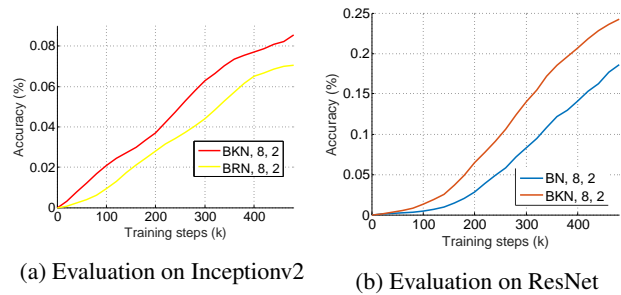 0.08
0.06
0.04
0.02
0
Accuracy (%)
BKN, 8, 2
BRN, 8, 2
0 100 200 300 400
Training steps (k)
(a) Evaluation on Inceptionv2
0.25
0.2
0.15
0.1
0.05
0
Accuracy (%)
BN, 8, 2
BKN, 8, 2
0 100 200 300 400
Training steps (k)
(b) Evaluation on ResNet